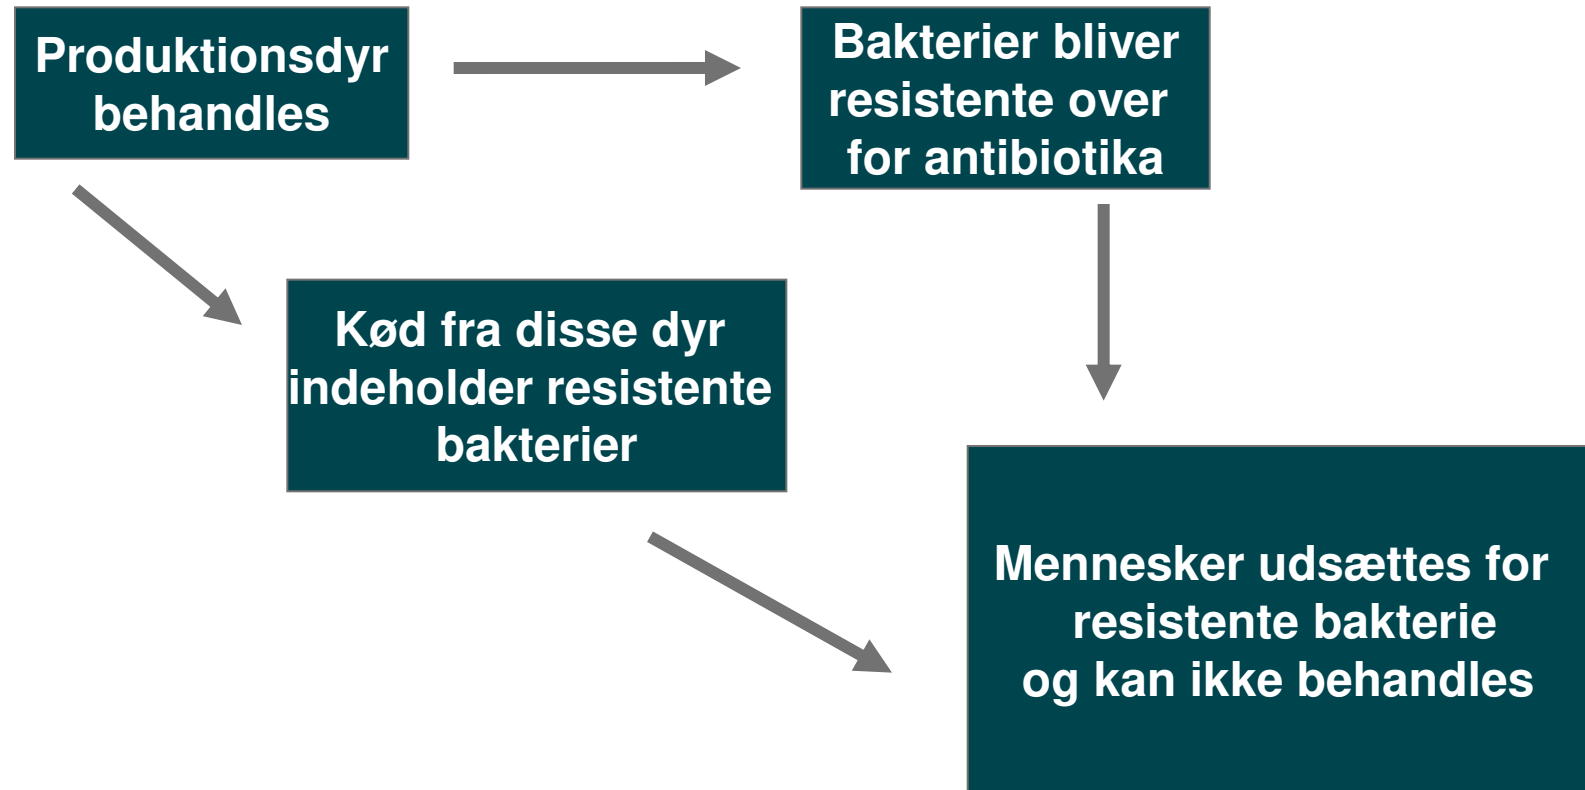 Produktionsdyr
behandles
Bakterier bliver
resistente over
for antibiotika
Kød fra disse dyr
indeholder resistente
bakterier
Mennesker udsættes for
resistente bakterie
og kan ikke behandles